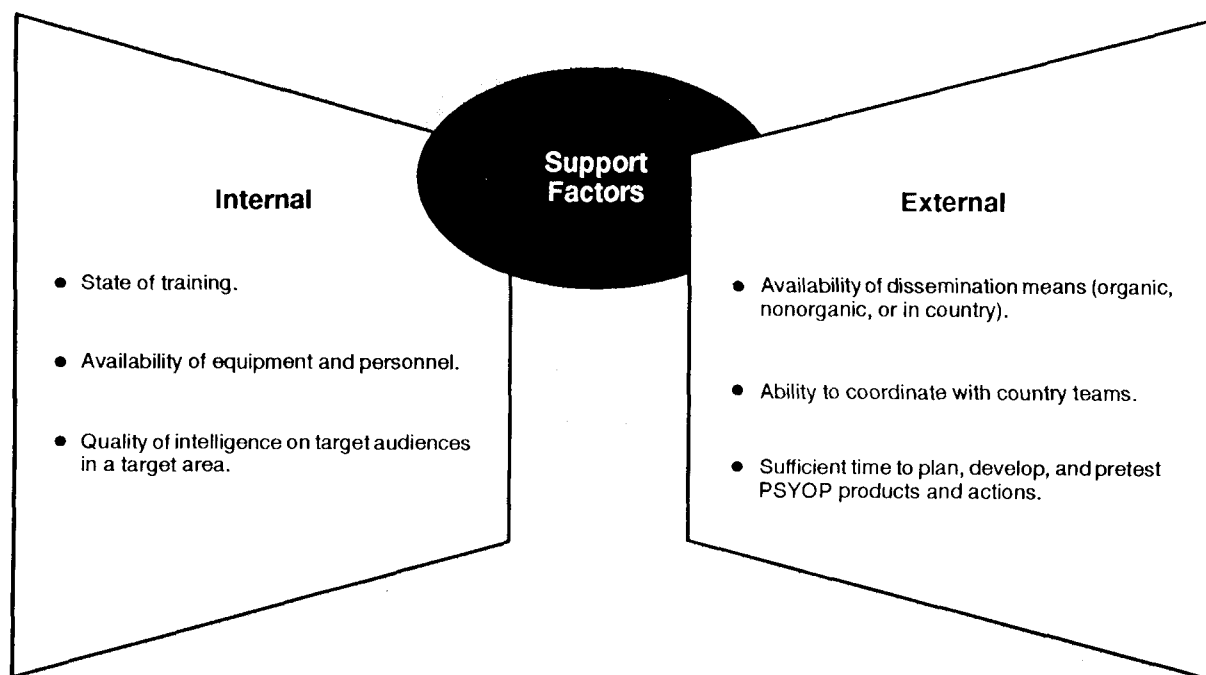 Support
Factors
Internal
• State of training.
• Availability of equipment and personnel.
• Quality of intelligence on target audiences
in a target area.
External
• Availability of dissemination means (organic,
nonorganic, or in country).
• Ability to coordinate with country teams.
• Sufficient time to plan, develop, and pretest
PSYOP products and actions.